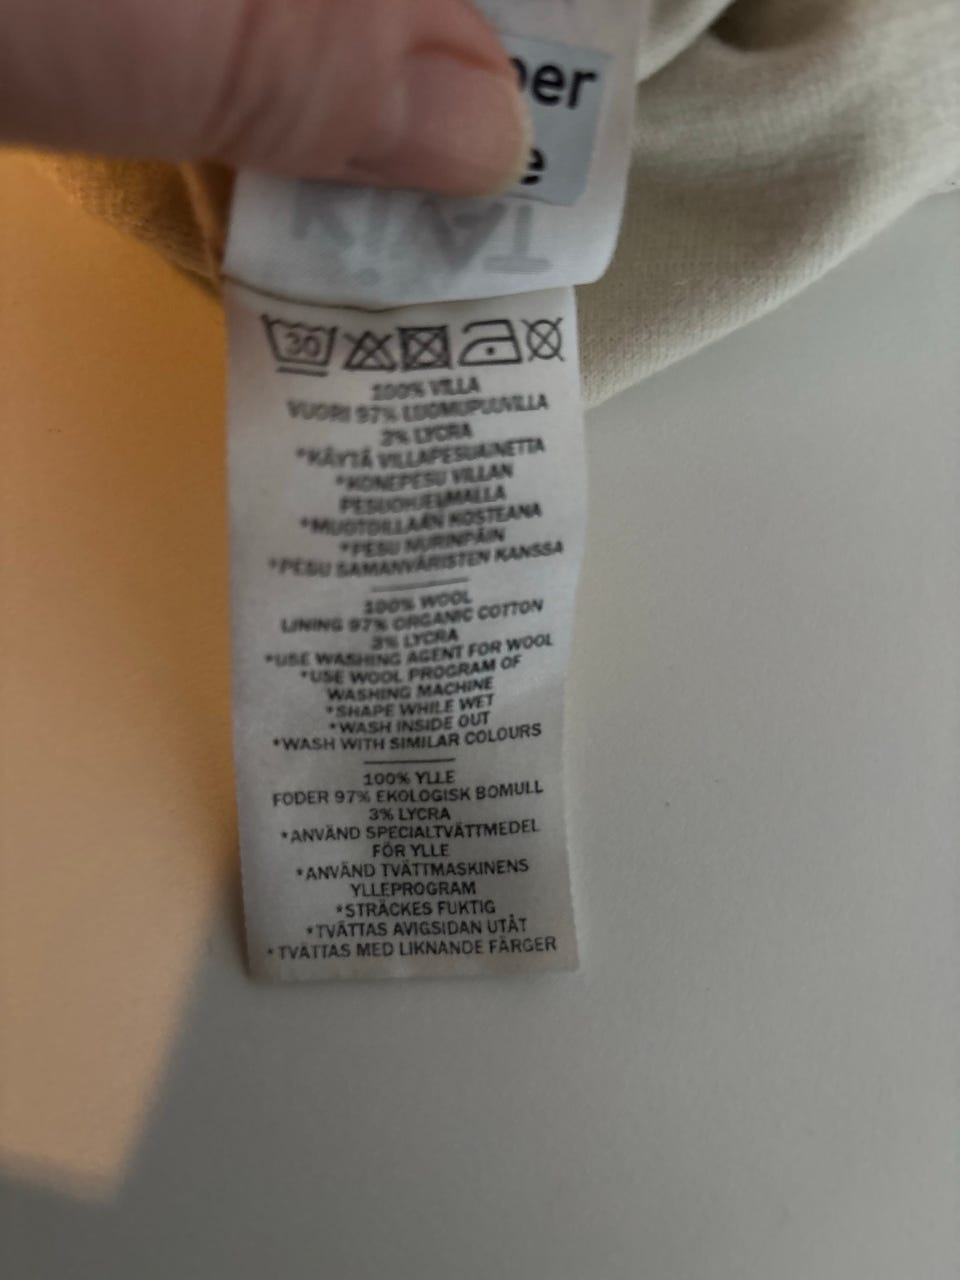 30
100% VILLA
VUORI 97% LUOMUPUUVILLA
3% LYCRA
*KÄYTÄ VILLAPESUAINETTA
*KONEPESU VILLAN
PESUOHJELMALLA
*MUOTOILLAAN KOSTEANA
*PESU NURINPÄIN
*PESU SAMANVÄRISTEN KANSSA
100% WOOL
LINING 97% ORGANIC COTTON
3% LYCRA
*USE WASHING AGENT FOR WOOL
*USE WOOL PROGRAM OF
WASHING MACHINE
*SHAPE WHILE WET
*WASH INSIDE OUT
*WASH WITH SIMILAR COLOURS
100% YLLE
FODER 97% EKOLOGISK BOMULL
3% LYCRA
*ANVÄND SPECIALTVÄTTMEDEL
FÖR YLLE
*ANVÄND TVÄTTMASKINENS
YLLEPROGRAM
*STRÄCKES FUKTIG
*TVÄTTAS AVIGSIDAN UTÅT
*TVÄTTAS MED LIKNANDE FÄRGER